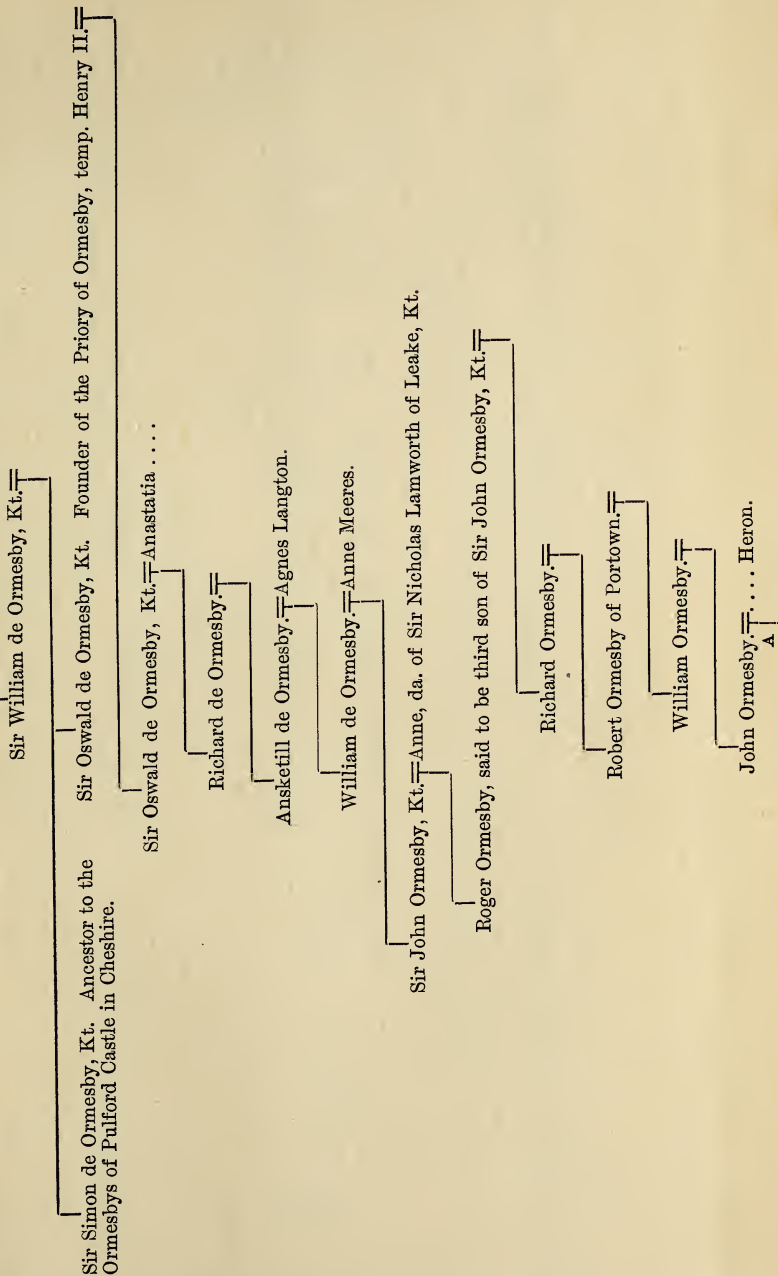 Sir William de Ormesby, Kt.
Sir Simon de Ormesby, Kt. Ancestor to the
Ormesbys of Pulford Castle in Cheshire.
Sir Oswald de Ormesby, Kt. Founder of the Priory of Ormesby, temp. Henry II.
Sir Oswald de Ormesby, Kt.=Anastatia ....
Richard de Ormesby.=
Ansketill de Ormesby.=Agnes Langton.
William de Ormesby.=Anne Meeres.
Sir John Ormesby, Kt.=Anne, da. of Sir Nicholas Lamworth of Leake, Kt.
Roger Ormesby, said to be third son of Sir John Ormesby, Kt.=
Richard Ormesby.=
Robert Ormesby of Portown.=
William Ormesby.=
John Ormesby.=.... Heron.
A